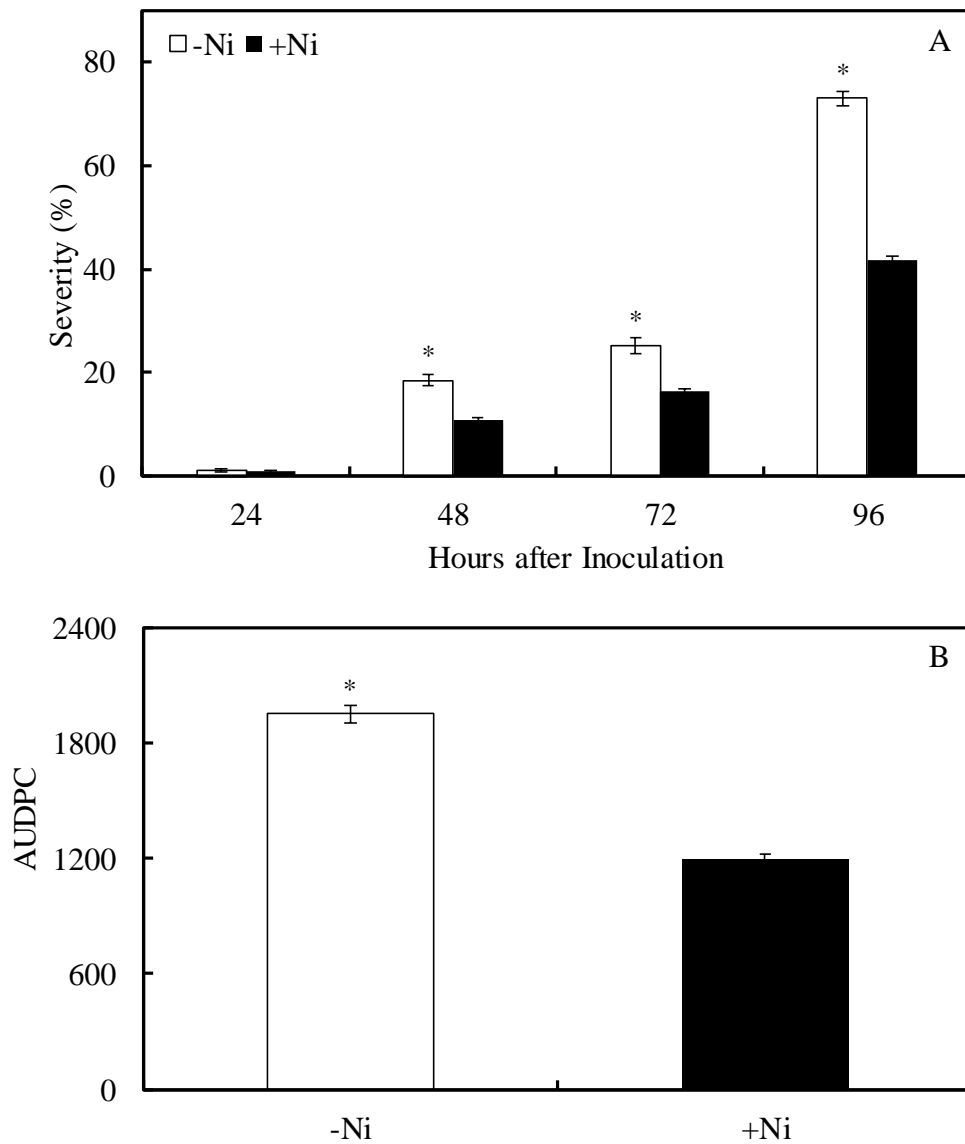 -Ni +Ni
A
80
60
40
20
0
Severity (%)
* * * *
24 48 72 96
Hours after Inoculation
B
2400
1800
1200
600
0
AUDPC
*
-Ni +Ni